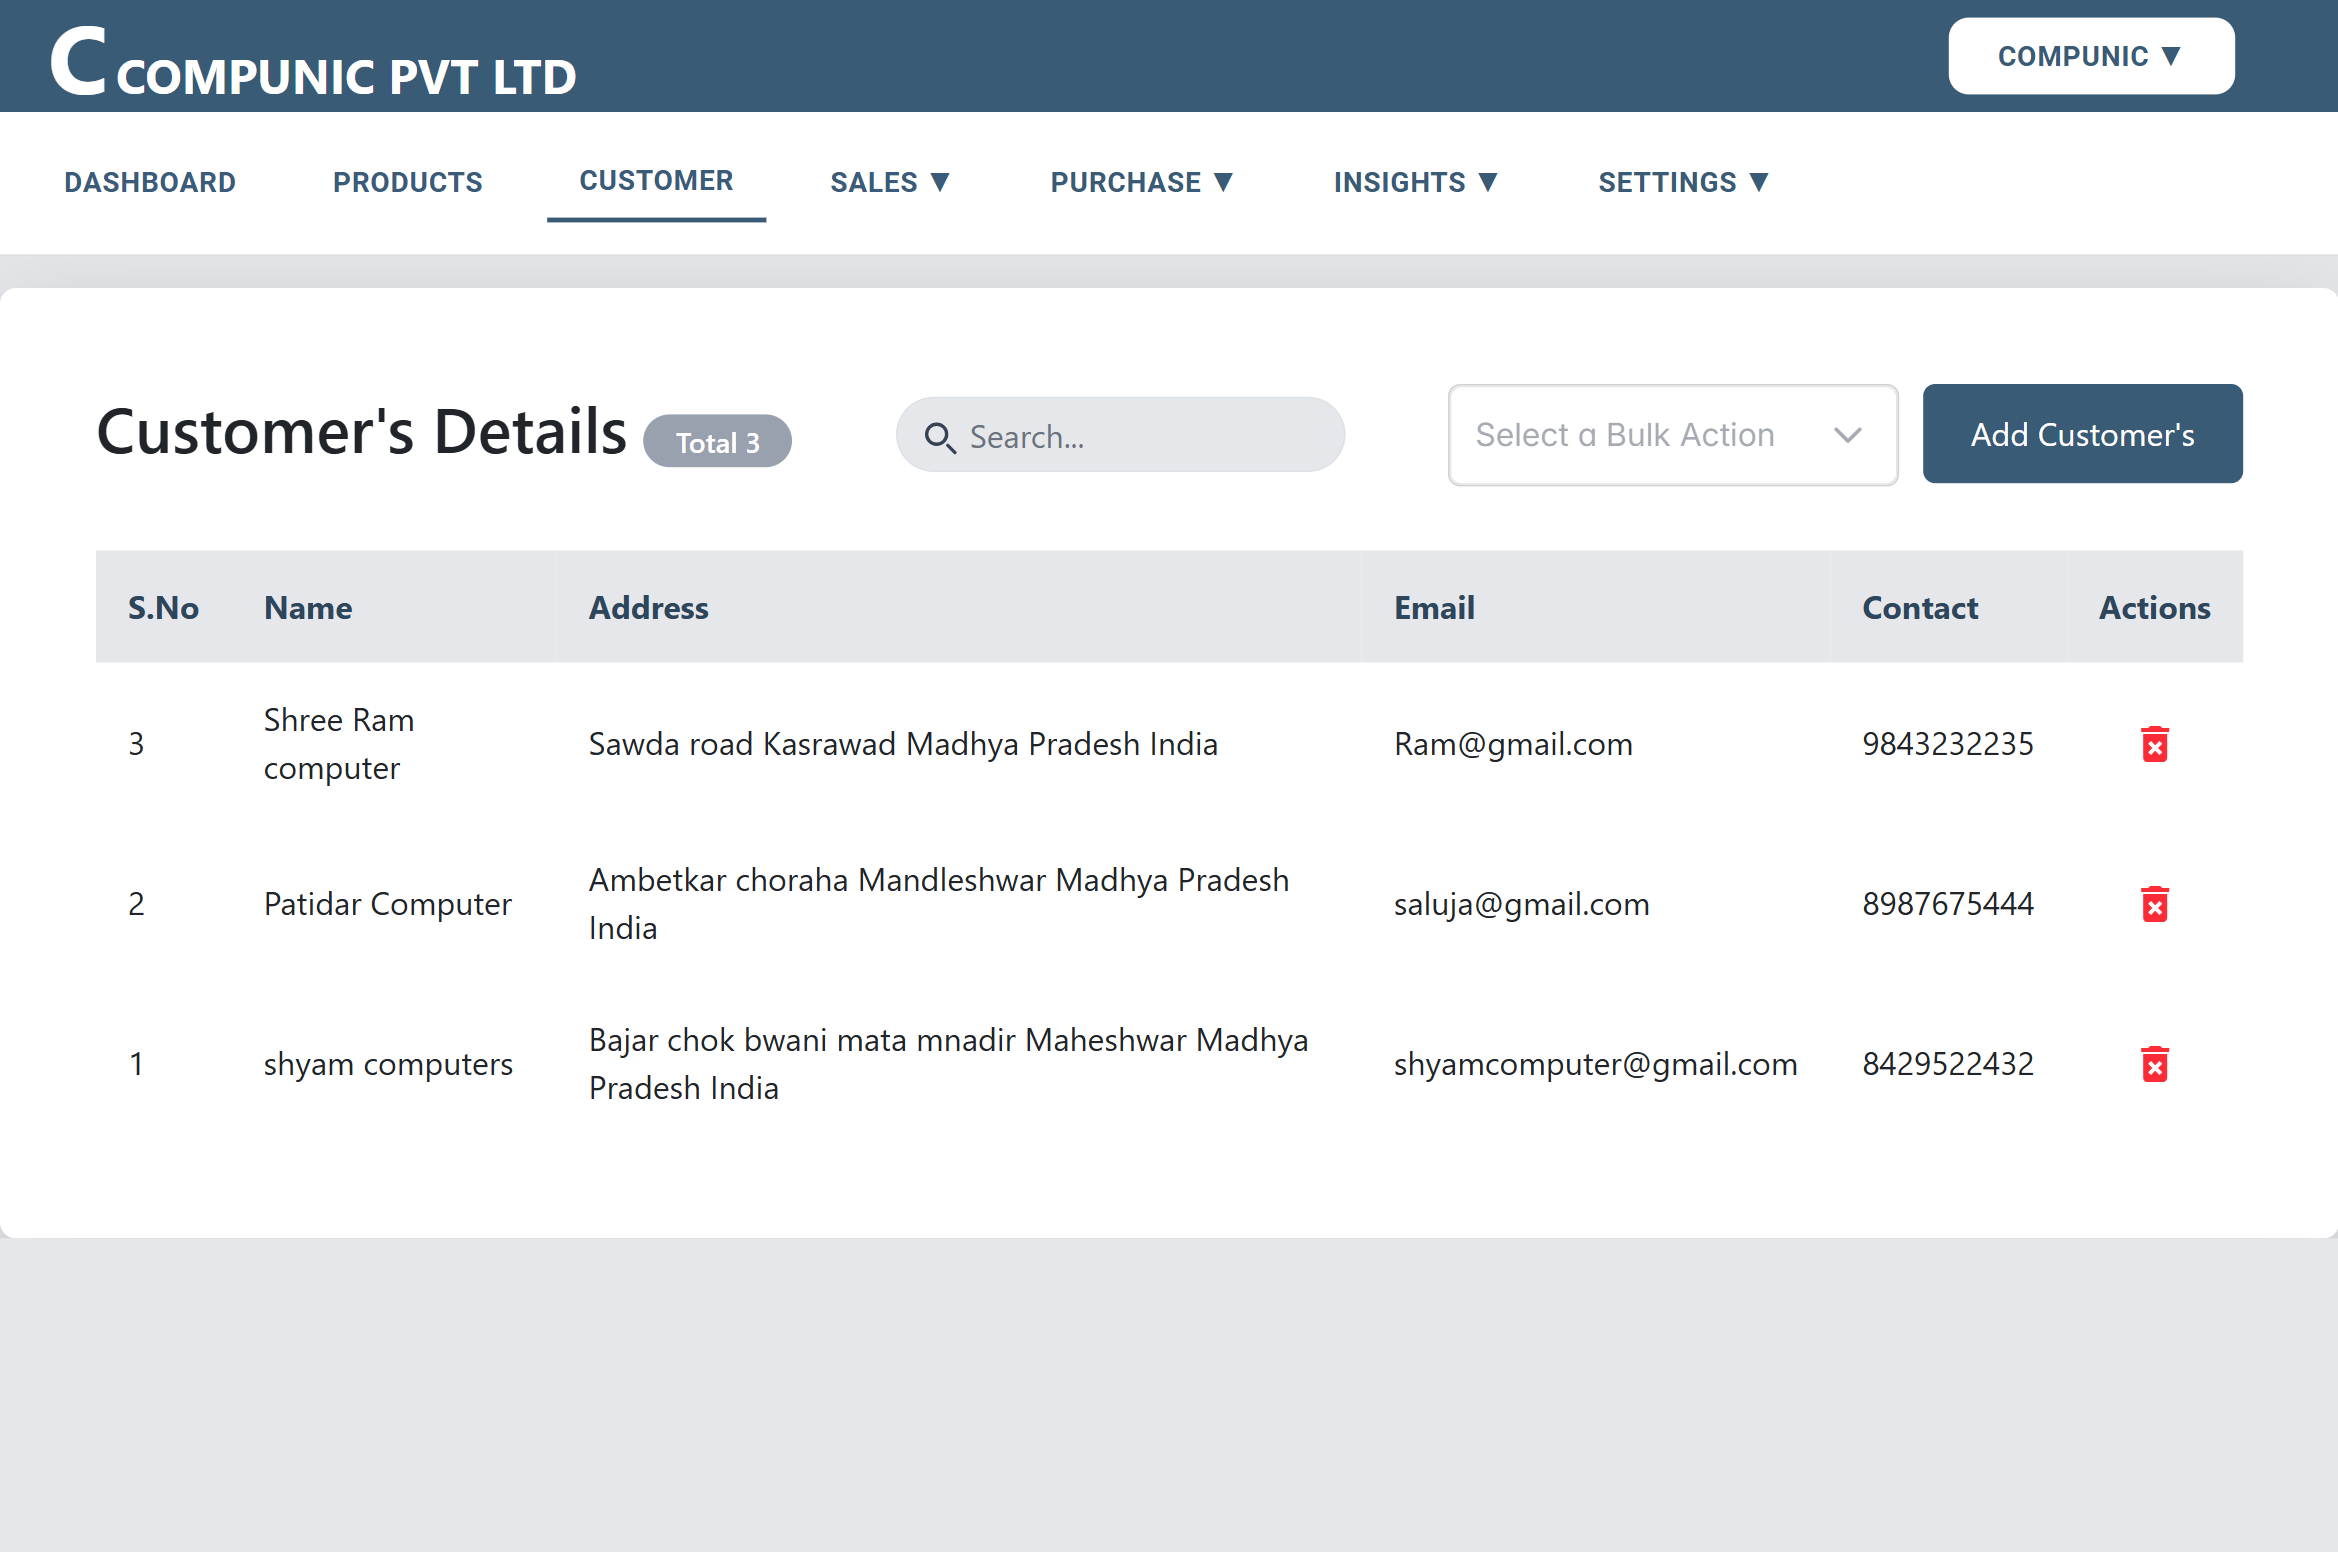 C COMPUNIC PVT LTD
COMPUNIC ▼
DASHBOARD PRODUCTS CUSTOMER SALES ▼ PURCHASE ▼ INSIGHTS ▼ SETTINGS ▼
Customer's Details Total 3 Search... Select a Bulk Action Add Customer's
S.No Name Address Email Contact Actions
3 Shree Ram computer Sawda road Kasrawad Madhya Pradesh India Ram@gmail.com 9843232235
2 Patidar Computer Ambetkar choraha Mandleshwar Madhya Pradesh India saluja@gmail.com 8987675444
1 shyam computers Bajar chok bwani mata mnadir Maheshwar Madhya Pradesh India shyamcomputer@gmail.com 8429522432